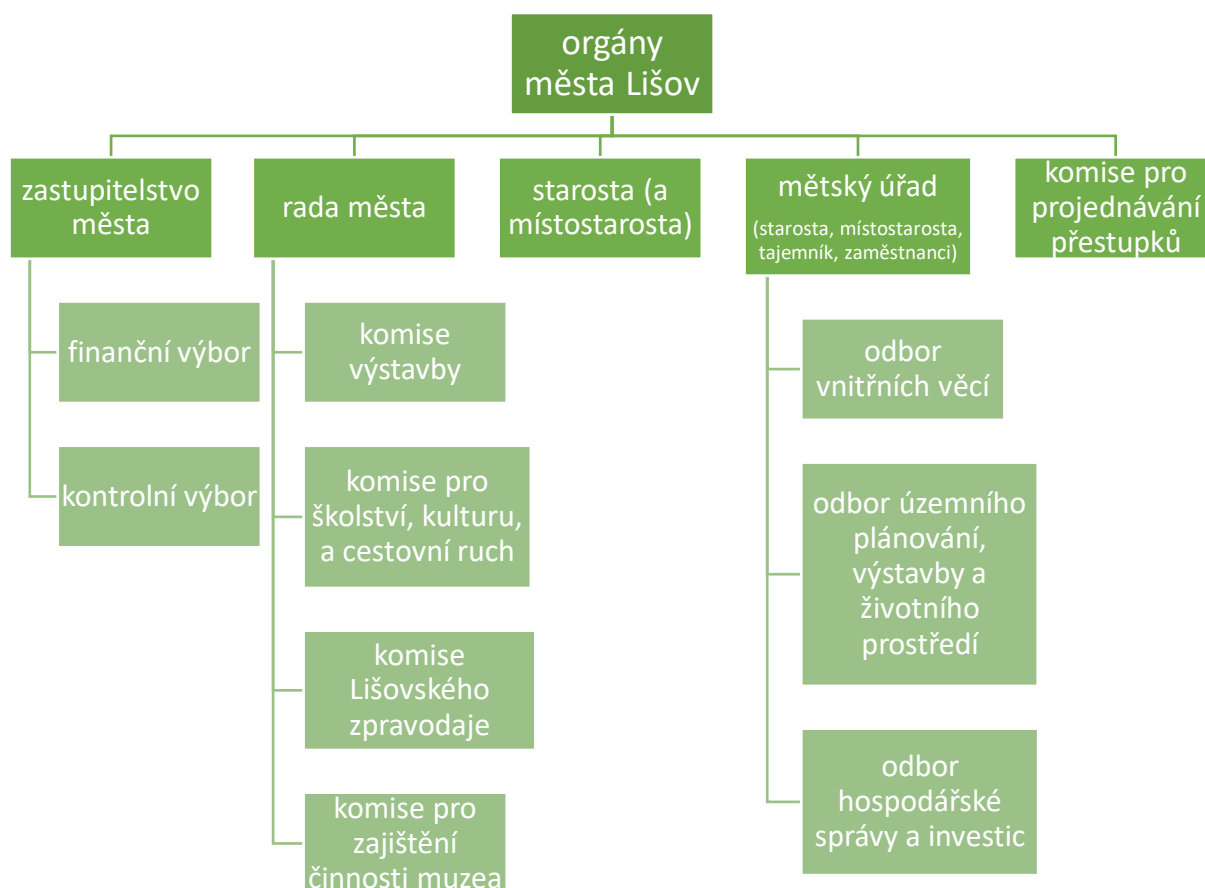 orgány
města Lišov
zastupitelstvo
města
rada města
starosta (a
místostarosta)
mětský úřad
(starosta, místostarosta,
tajemník, zaměstnanci)
komise pro
projednávání
přestupků
finanční výbor
kontrolní výbor
komise
výstavby
komise pro
školství, kulturu,
a cestovní ruch
komise
Lišovského
zpravodaje
komise pro
zajištění
činnosti muzea
odbor
vnitřních věcí
odbor územního
plánování,
výstavby a
životního
prostředí
odbor
hospodářské
správy a investic